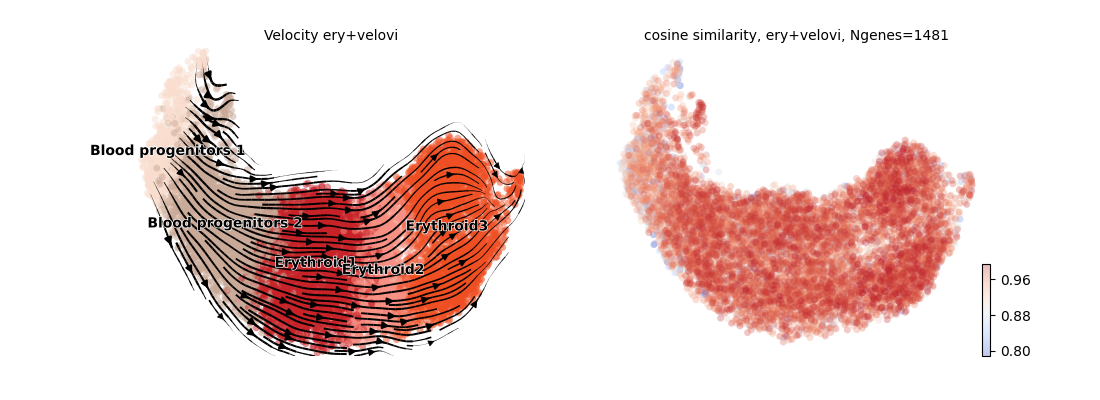 Velocity ery+velovi
cosine similarity, ery+velovi, Ngenes=1481
Blood progenitors 1
Blood progenitors 2
Erythroid3
Erythroid1
Erythroid2
0.96
0.88
0.80